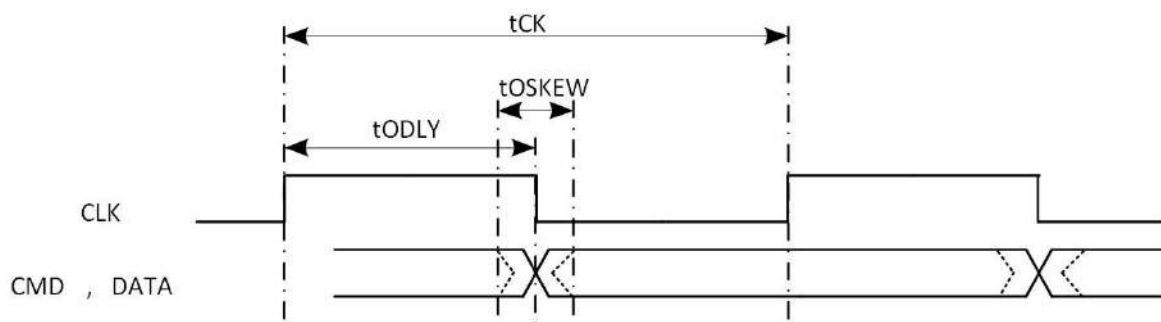 tCK
tOSKEW
tODLY
CLK
CMD , DATA